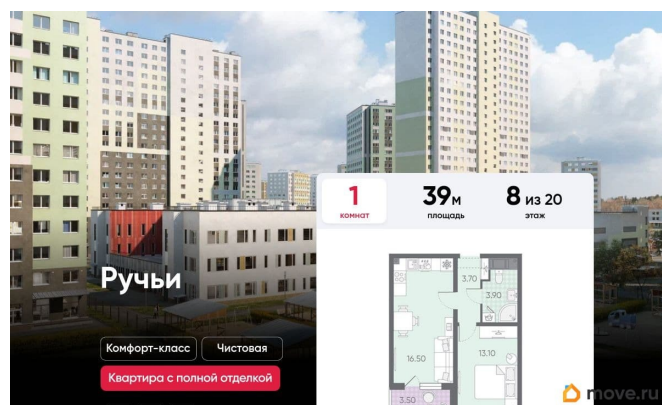 1
комнат
39м
площадь
8 из 20
этаж
Ручьи
Комфорт-класс
Чистовая
Квартира с полной отделкой
3.70
3.90
16.50
13.10
3.50
move.ru